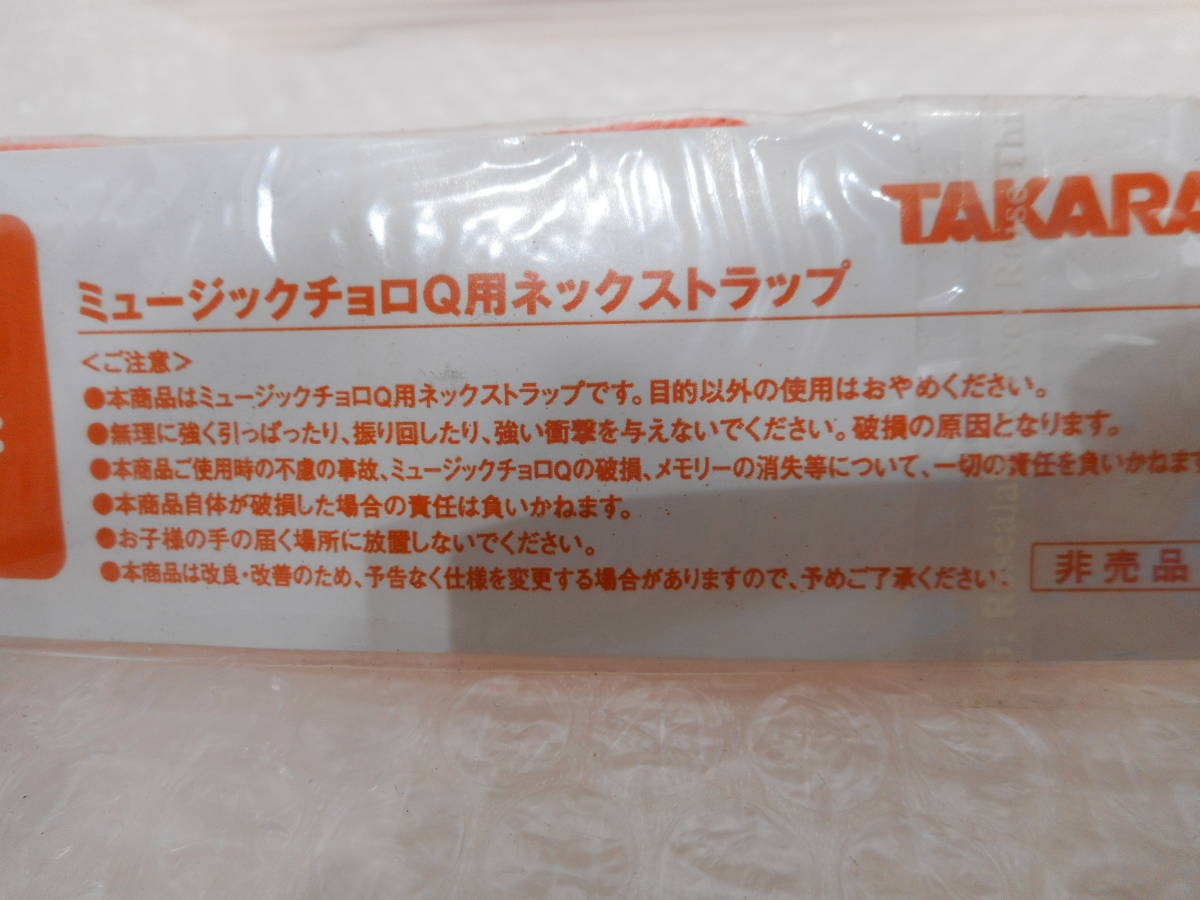 TAKARA
ミュージックチョロQ用ネックストラップ
<ご注意>
●本商品はミュージックチョロQ用ネックストラップです。目的以外の使用はおやめください。
●無理に強く引っぱったり、振り回したり、強い衝撃を与えないでください。破損の原因となります。
●本商品ご使用時の不慮の事故、ミュージックチョロQの破損、メモリーの消失等について、一切の責任を負いかねます
●本商品自体が破損した場合の責任は負いかねます。
●お子様の手の届く場所に放置しないでください。
●本商品は改良・改善のため、予告なく仕様を変更する場合がありますので、予めご了承ください。
非売品